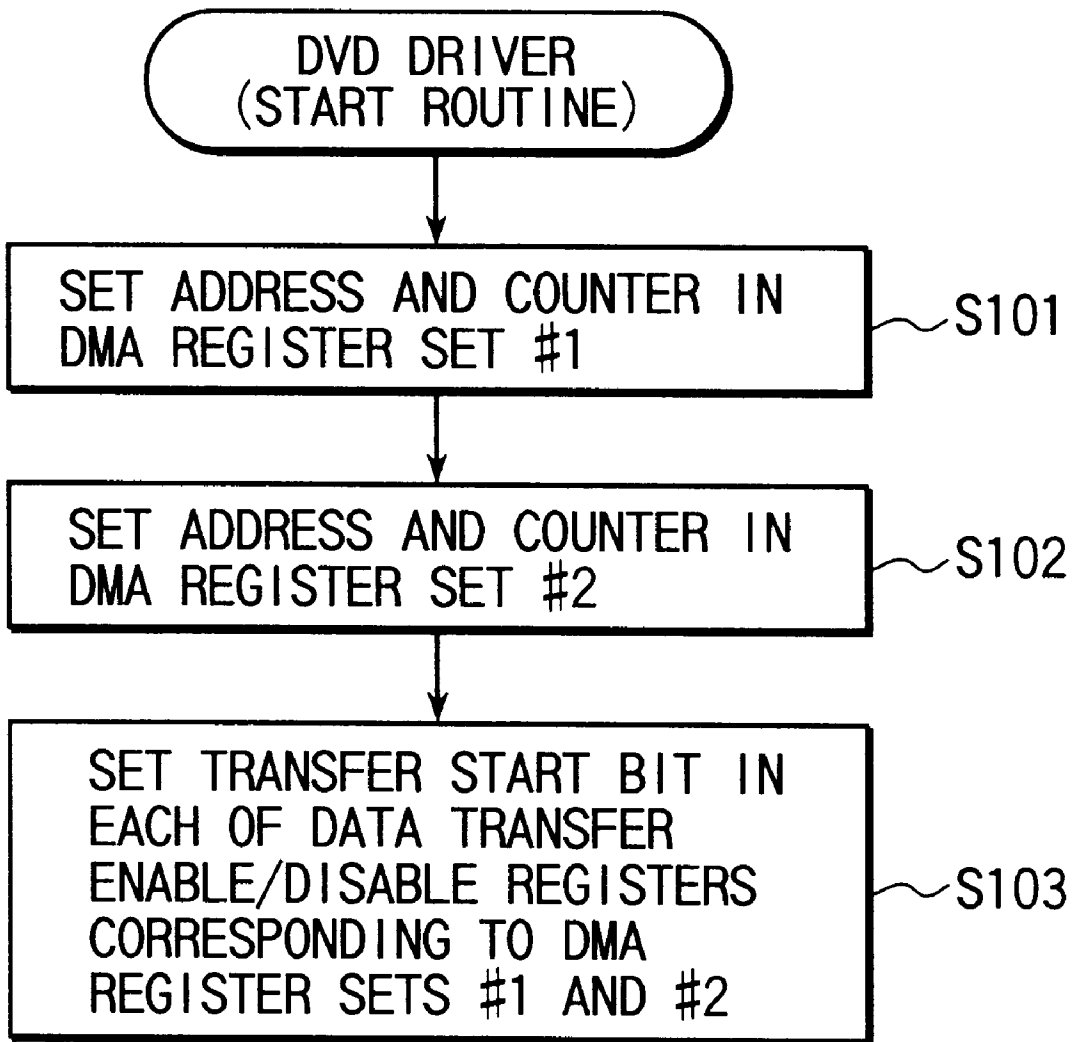 DVD DRIVER
(START ROUTINE)
SET ADDRESS AND COUNTER IN
DMA REGISTER SET #1
S101
SET ADDRESS AND COUNTER IN
DMA REGISTER SET #2
S102
SET TRANSFER START BIT IN
EACH OF DATA TRANSFER
ENABLE/DISABLE REGISTERS
CORRESPONDING TO DMA
REGISTER SETS #1 AND #2
S103